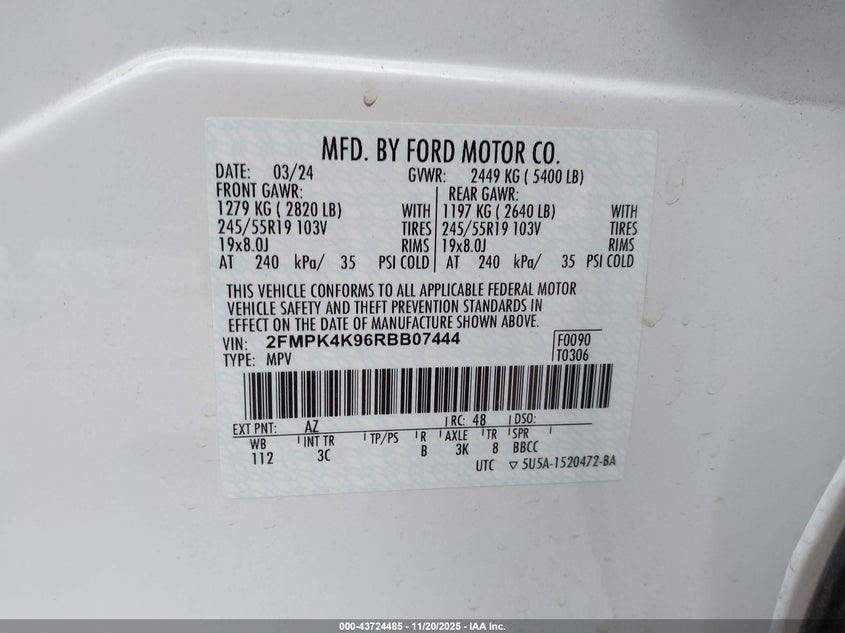 MFD. BY FORD MOTOR CO.
DATE: 03/24 GVWR: 2449 KG ( 5400 LB)
FRONT GAWR: REAR GAWR:
1279 KG ( 2820 LB) WITH 1197 KG ( 2640 LB) WITH
245/55R19 103V TIRES 245/55R19 103V TIRES
19x8.0J RIMS 19x8.0J RIMS
AT 240 kPa/ 35 PSI COLD AT 240 kPa/ 35 PSI COLD
THIS VEHICLE CONFORMS TO ALL APPLICABLE FEDERAL MOTOR
VEHICLE SAFETY AND THEFT PREVENTION STANDARDS IN
EFFECT ON THE DATE OF MANUFACTURE SHOWN ABOVE.
VIN: 2FMPK4K96RBB07444 F0090
TYPE: MPV T0306
EXT PNT: AZ RC: 48 DSO:
WB INT TR TP/PS R AXLE TR SPR
112 3C B 3K 8 BBCC
UTC ▽ 5U5A-1520472-BA
000-43724485 - 11/20/2025 - IAA Inc.